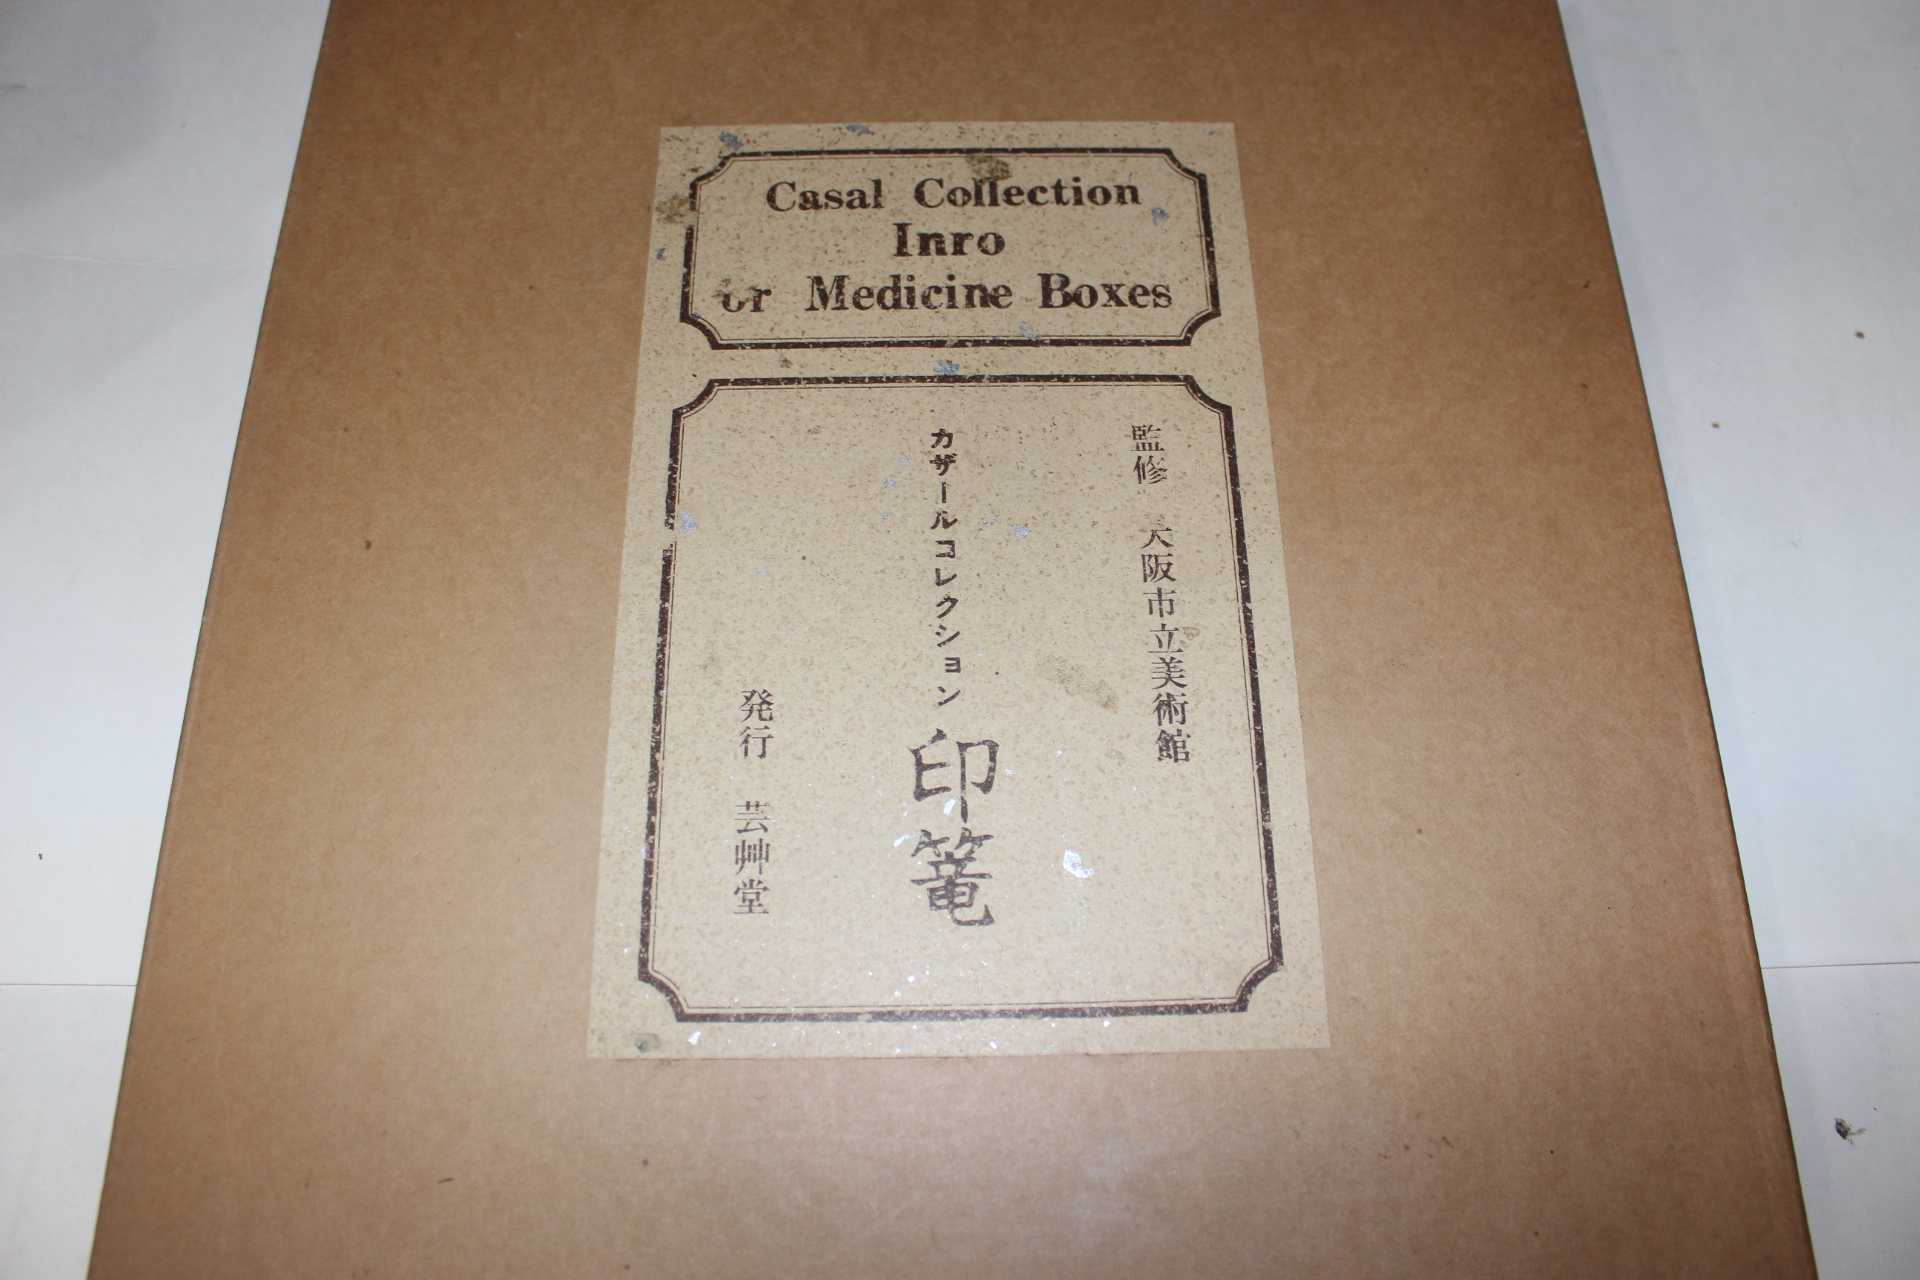 Casal Collection
Inro
or Medicine Boxes
監修 大阪市立美術館
カザールコレクション 印篭
発行 芸艸堂